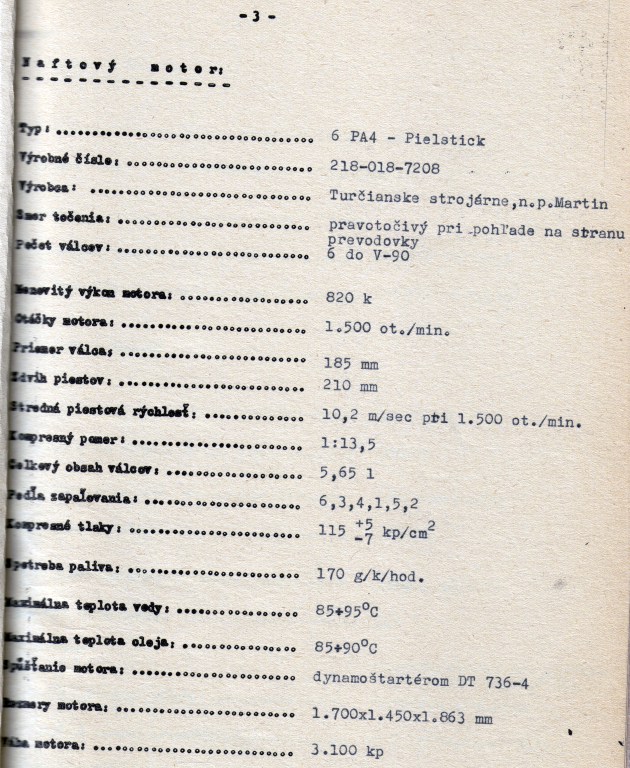 - 3 -
Naftový motor:
Typ: 6 PA4 - Pielstick
Výrobné číslo: 218-018-7208
Výrobca: Turčianske strojárne,n.p.Martin
Smer točenia: pravotočivý pri pohľade na stranu
prevodovky
Počet válcov: 6 do V-90
Menovitý výkon motora: 820 k
Otáčky motora: 1.500 ot./min.
Priemer válca: 185 mm
Zdvih piestov: 210 mm
Stredná piestová rýchlosť: 10,2 m/sec pri 1.500 ot./min.
Kompresný pomer: 1:13,5
Celkový obsah válcov: 5,65 l
Podľa zapaľovania: 6,3,4,1,5,2
Kompresné tlaky: 115 +5 -7 kp/cm²
Spotreba paliva: 170 g/k/hod.
Maximálna teplota vody: 85+95°C
Maximálna teplota oleja: 85+90°C
Spúšťanie motora: dynamoštartérom DT 736-4
Rozmery motora: 1.700x1.450x1.863 mm
Váha motora: 3.100 kp